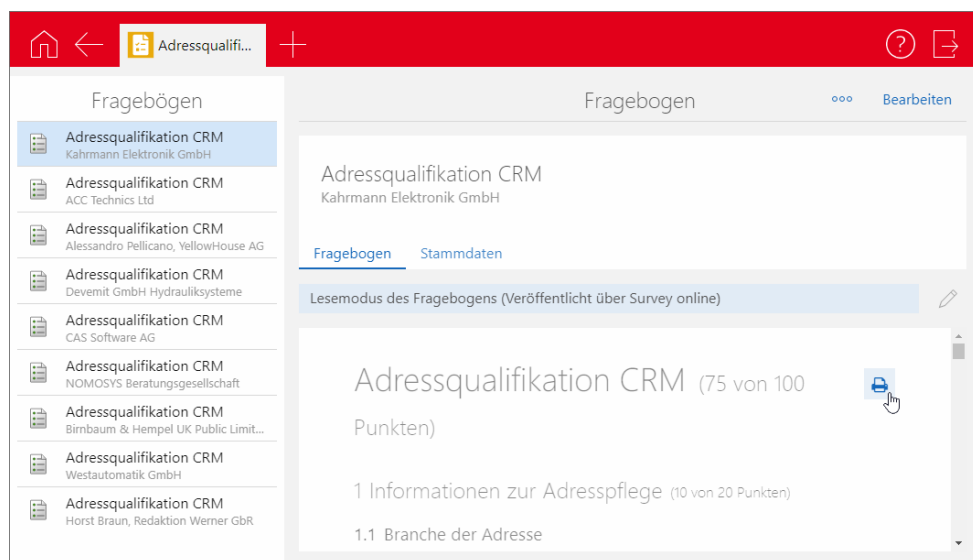 Adressqualifi...
Fragebögen
Adressqualifikation CRM
Kahrmann Elektronik GmbH
Adressqualifikation CRM
ACC Technics Ltd
Adressqualifikation CRM
Alessandro Pellicano, YellowHouse AG
Adressqualifikation CRM
Devemit GmbH Hydrauliksysteme
Adressqualifikation CRM
CAS Software AG
Adressqualifikation CRM
NOMOSYS Beratungsgesellschaft
Adressqualifikation CRM
Birnbaum & Hempel UK Public Limit...
Adressqualifikation CRM
Westautomatik GmbH
Adressqualifikation CRM
Horst Braun, Redaktion Werner GbR
Fragebogen
Bearbeiten
Adressqualifikation CRM
Kahrmann Elektronik GmbH
Fragebogen Stammdaten
Lesemodus des Fragebogens (Veröffentlicht über Survey online)
Adressqualifikation CRM (75 von 100
Punkten)
1 Informationen zur Adresspflege (10 von 20 Punkten)
1.1 Branche der Adresse